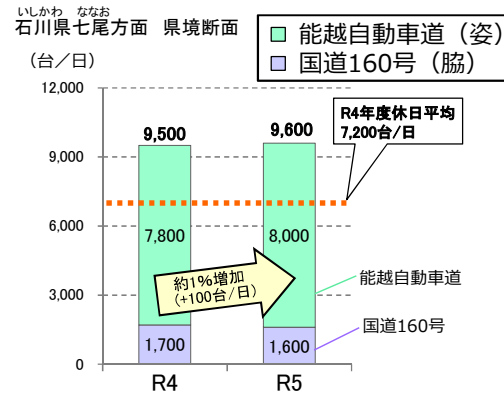 いしかわ ななお
石川県七尾方面 県境断面
(台/日)
能越自動車道（姿）
国道160号（脇）
12,000
9,000
6,000
3,000
0
R4年度休日平均
7,200台/日
9,500
9,600
7,800
8,000
約1%増加
(+100台/日)
1,700
1,600
能越自動車道
国道160号
R4
R5